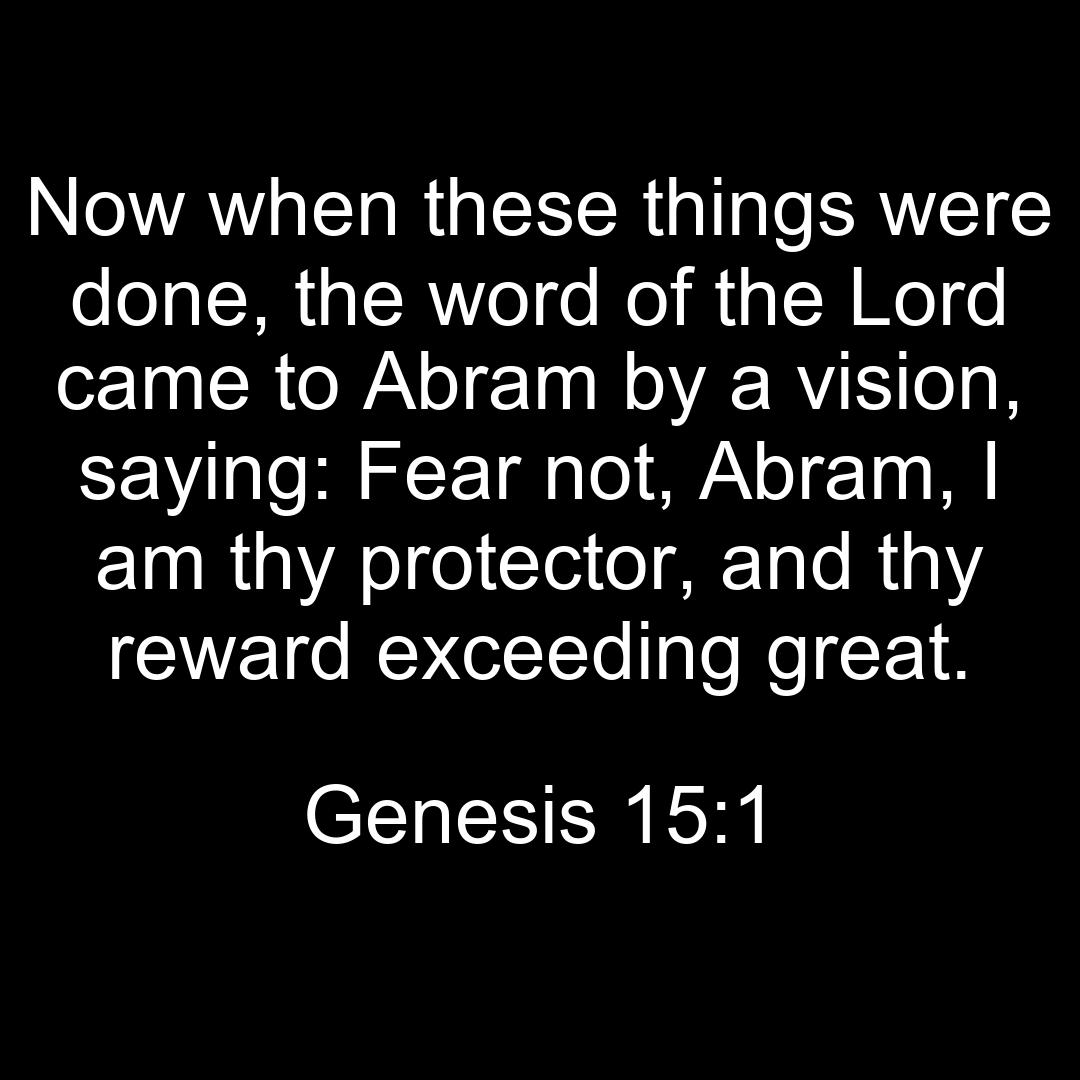 Now when these things were
done, the word of the Lord
came to Abram by a vision,
saying: Fear not, Abram, I
am thy protector, and thy
reward exceeding great.
Genesis 15:1